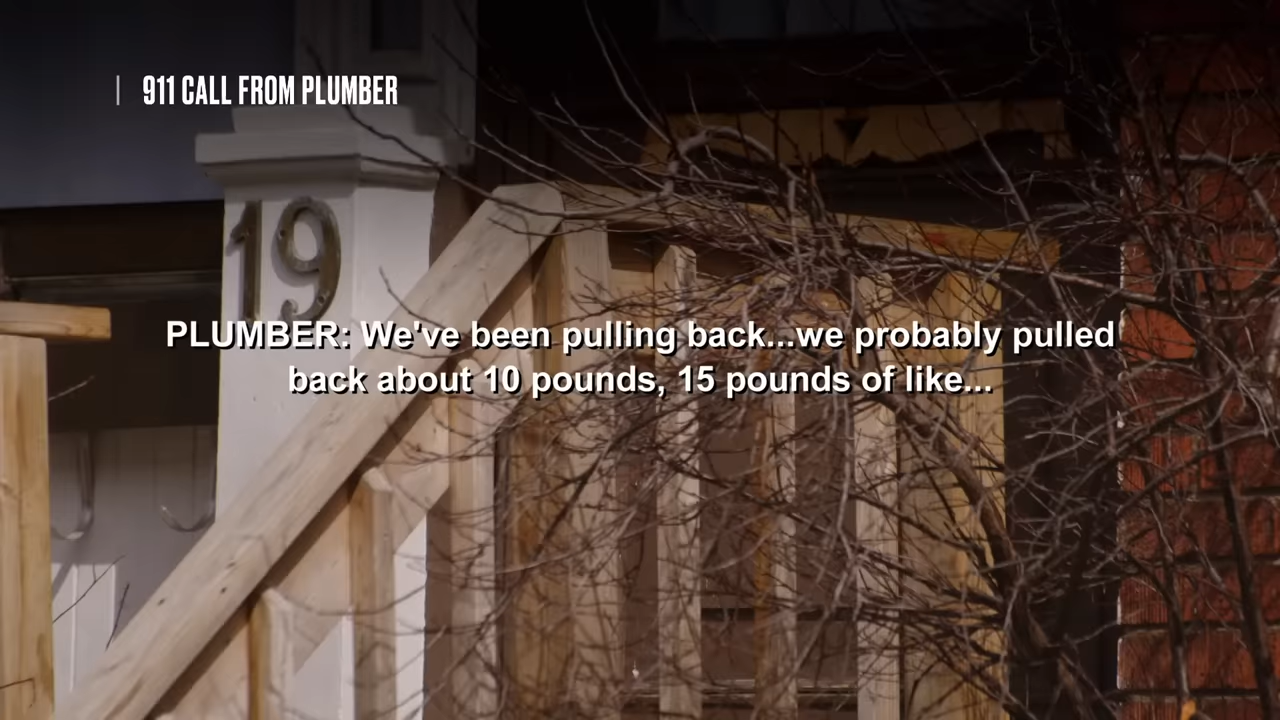 911 CALL FROM PLUMBER
19
PLUMBER: We've been pulling back...we probably pulled
back about 10 pounds, 15 pounds of like...